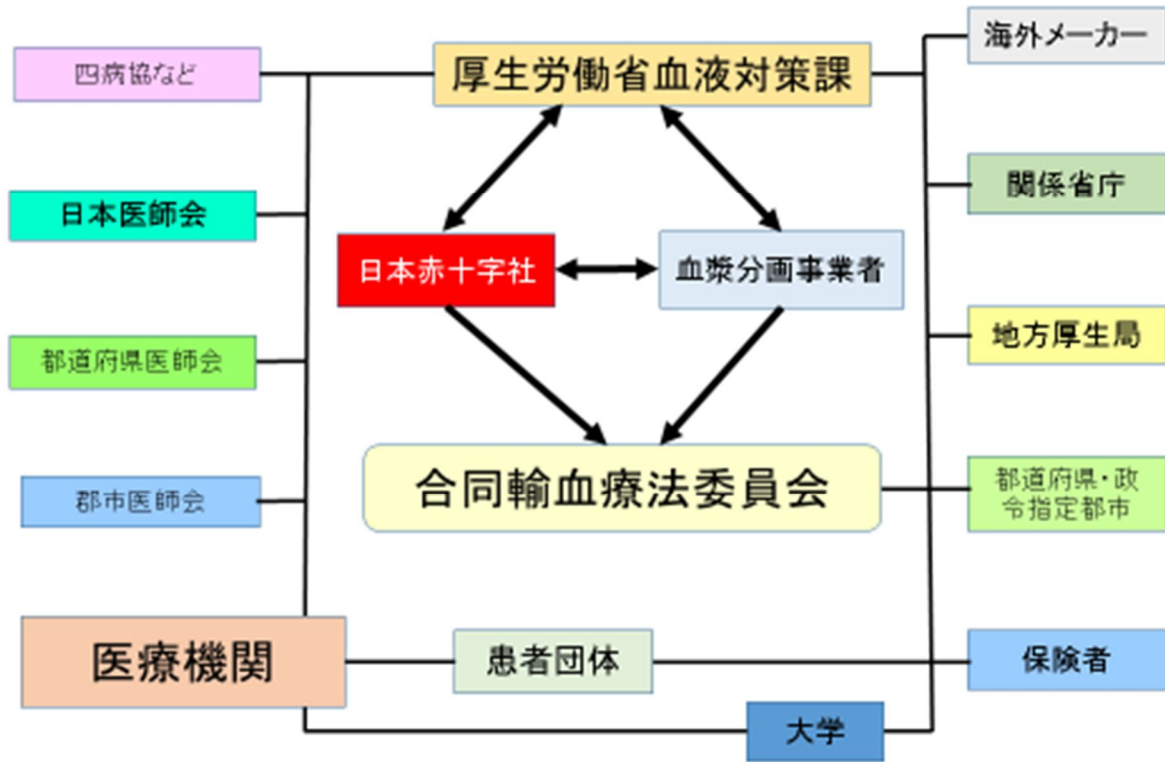 海外メーカー
四病協など
厚生労働省血液対策課
関係省庁
日本医師会
日本赤十字社
血漿分画事業者
地方厚生局
都道府県医師会
合同輸血療法委員会
都道府県・政
令指定都市
郡市医師会
医療機関
患者団体
保険者
大学